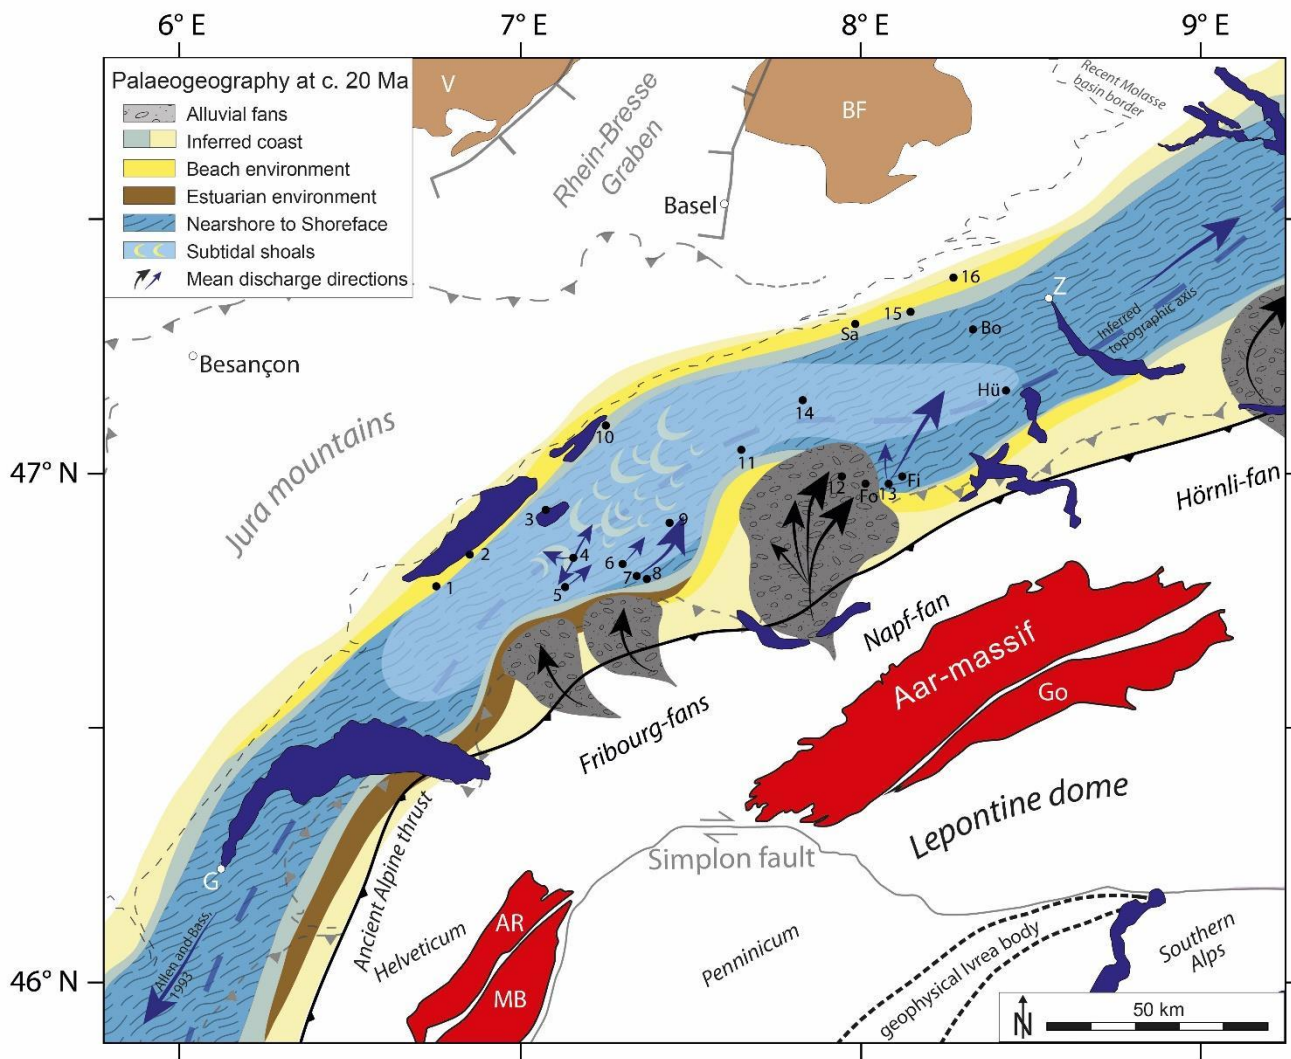 6° E
7° E
8° E
9° E
Palaeogeography at c. 20 Ma
Alluvial fans
Inferred coast
Beach environment
Estuarian environment
Nearshore to Shoreface
Subtidal shoals
Mean discharge directions
V
Rhein-Bresse
Graben
BF
Recent Molasse
basin border
Basel
Besançon
Jura mountains
16
15
Sa
Bo
Z
Inferred
topographic axis
Hü
14
10
11
47° N
12
Fo
13
Fi
Hörnli-fan
3
9
2
4
6
7
8
1
5
Napf-fan
Aar-massif
Go
Fribourg-fans
Lepontine dome
Ancient Alpine thrust
Simplon fault
G
Allen and Bass,
1993
Helveticum
AR
MB
Penninicum
geophysical Ivrea body
Southern
Alps
46° N
N
50 km